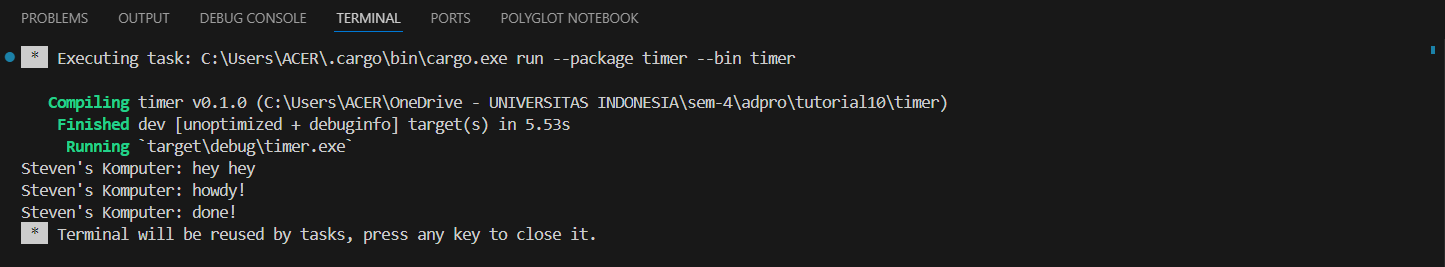 PROBLEMS OUTPUT DEBUG CONSOLE TERMINAL PORTS POLYGLOT NOTEBOOK
* Executing task: C:\Users\ACER\.cargo\bin\cargo.exe run --package timer --bin timer
Compiling timer v0.1.0 (C:\Users\ACER\OneDrive - UNIVERSITAS INDONESIA\sem-4\adpro\tutorial10\timer)
Finished dev [unoptimized + debuginfo] target(s) in 5.53s
Running `target\debug\timer.exe`
Steven's Komputer: hey hey
Steven's Komputer: howdy!
Steven's Komputer: done!
* Terminal will be reused by tasks, press any key to close it.